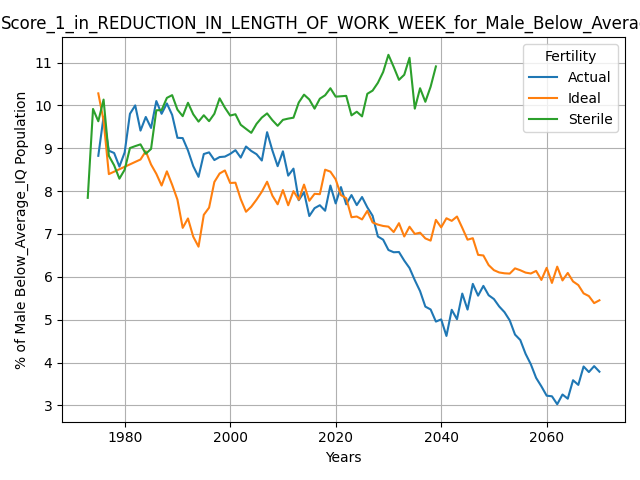 Score_1_in_REDUCTION_IN_LENGTH_OF_WORK_WEEK_for_Male_Below_Avera
% of Male Below_Average_IQ Population
11
10
9
8
7
6
5
4
3
Fertility
Actual
Ideal
Sterile
1980 2000 2020 2040 2060
Years